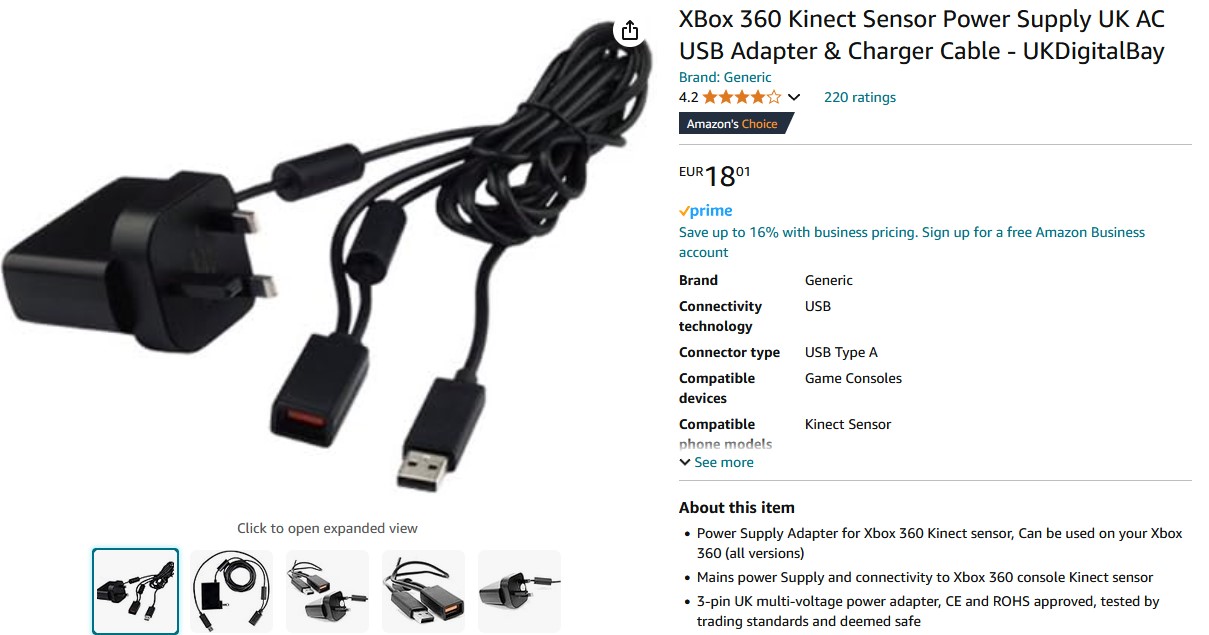 XBox 360 Kinect Sensor Power Supply UK AC
USB Adapter & Charger Cable - UKDigitalBay
Brand: Generic
4.2
220 ratings
Amazon's Choice
EUR1801
prime
Save up to 16% with business pricing. Sign up for a free Amazon Business
account
Brand Generic
Connectivity USB
technology
Connector type USB Type A
Compatible Game Consoles
devices
Compatible Kinect Sensor
phone models
See more
About this item
• Power Supply Adapter for Xbox 360 Kinect sensor, Can be used on your Xbox
360 (all versions)
• Mains power Supply and connectivity to Xbox 360 console Kinect sensor
• 3-pin UK multi-voltage power adapter, CE and ROHS approved, tested by
trading standards and deemed safe
Click to open expanded view